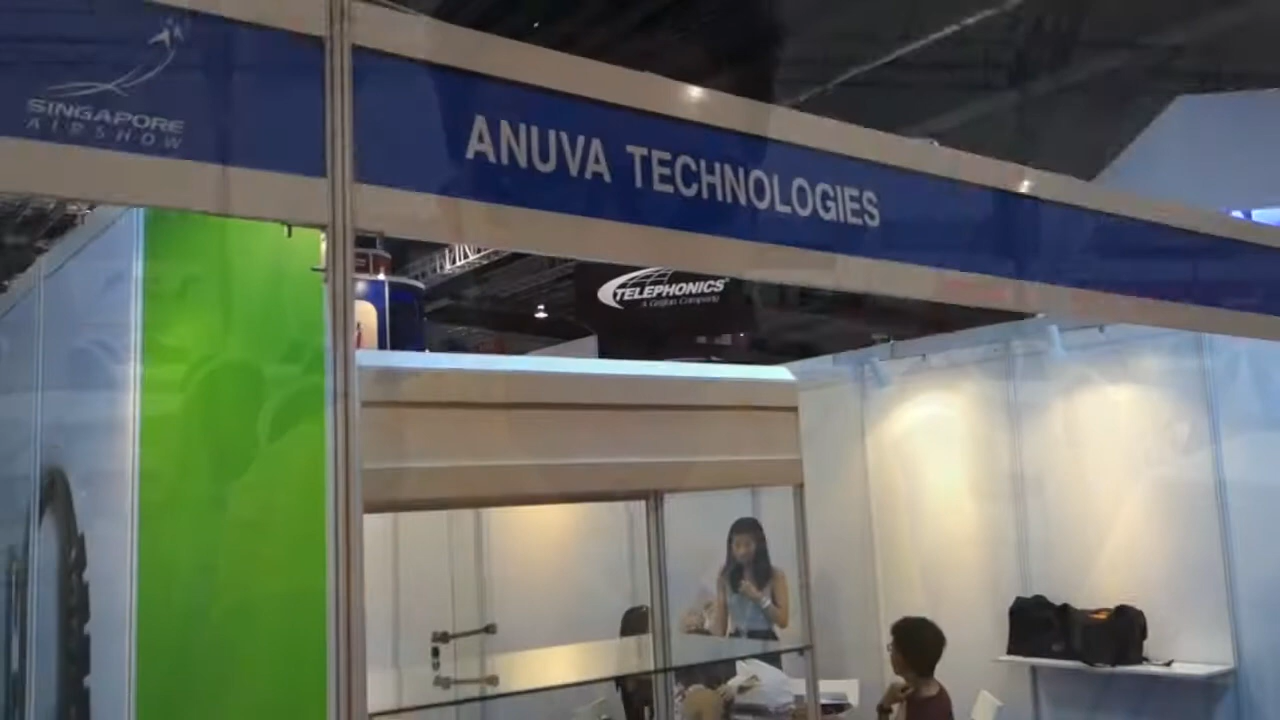 SINGAPORE
AIRSHOW
ANUVA TECHNOLOGIES
TELEPHONICS
A Griffon Company